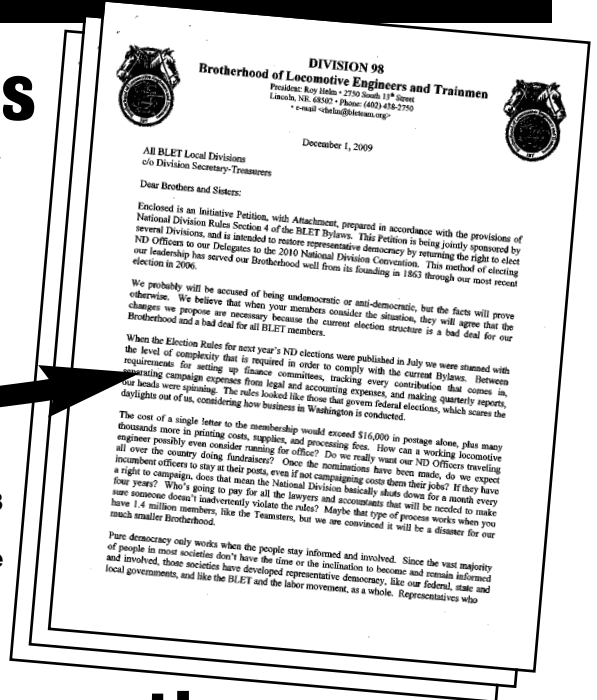 s
DIVISION 98
Brotherhood of Locomotive Engineers and Trainmen
President: Roy Helm • 2750 South 13th Street
Lincoln, NE. 68502 • Phone: (402) 438-2750
• e-mail <rhelm@bleteam.org>
December 1, 2009
All BLET Local Divisions
c/o Division Secretary-Treasurers
Dear Brothers and Sisters:
Enclosed is an Initiative Petition, with Attachment, prepared in accordance with the provisions of
National Division Rules Section 4 of the BLET Bylaws. This Petition is being jointly sponsored by
several Divisions, and is intended to restore representative democracy by returning the right to elect
ND Officers to our Delegates to the 2010 National Division Convention. This method of electing
our leadership has served our Brotherhood well from its founding in 1863 through our most recent
election in 2006.
We probably will be accused of being undemocratic or anti-democratic, but the facts will prove
otherwise. We believe that when your members consider the situation, they will agree that the
changes we propose are necessary because the current election structure is a bad deal for our
Brotherhood and a bad deal for all BLET members.
When the Election Rules for next year's ND elections were published in July we were stunned with
the level of complexity that is required in order to comply with the current Bylaws. Between
requirements for setting up finance committees, tracking every contribution that comes in,
separating campaign expenses from legal and accounting expenses, and making quarterly reports,
our heads were spinning. The rules looked like those that govern federal elections, which scares the
daylights out of us, considering how business in Washington is conducted.
The cost of a single letter to the membership would exceed $16,000 in postage alone, plus many
thousands more in printing costs, supplies, and processing fees. How can a working locomotive
engineer possibly even consider running for office? Do we really want our ND Officers traveling
all over the country doing fundraisers? Once the nominations have been made, do we expect
incumbent officers to stay at their posts, even if not campaigning costs them their jobs? If they have
a right to campaign, does that mean the National Division basically shuts down for a month every
four years? Who's going to pay for all the lawyers and accountants that will be needed to make
sure someone doesn't inadvertently violate the rules? Maybe that type of process works when you
have 1.4 million members, like the Teamsters, but we are convinced it will be a disaster for our
much smaller Brotherhood.
Pure democracy only works when the people stay informed and involved. Since the vast majority
of people in most societies don't have the time or the inclination to become and remain informed
and involved, those societies have developed representative democracy, like our federal, state and
local governments, and like the BLET and the labor movement, as a whole. Representatives who
s
e